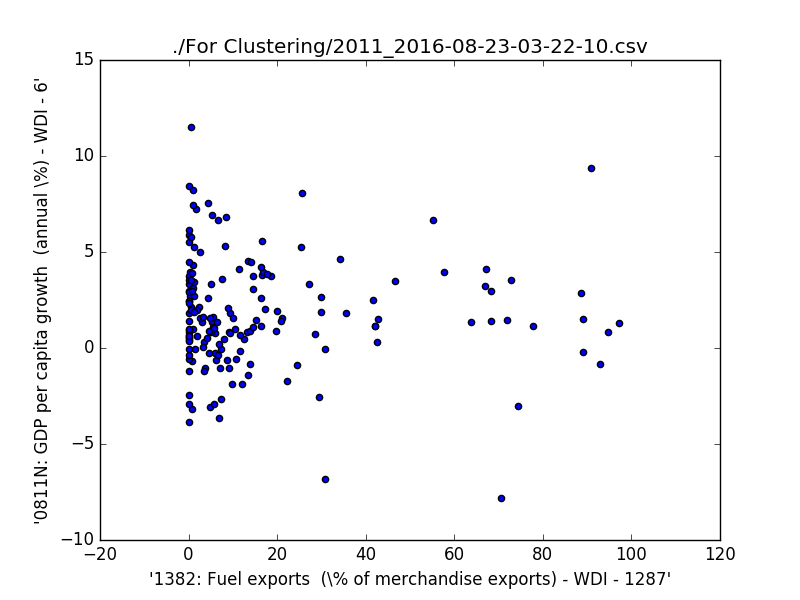 ./For Clustering/2011_2016-08-23-03-22-10.csv
'0811N: GDP per capita growth  (annual \%) - WDI - 6'
15
10
5
0
−5
−10
−20 0 20 40 60 80 100 120
'1382: Fuel exports  (\% of merchandise exports) - WDI - 1287'